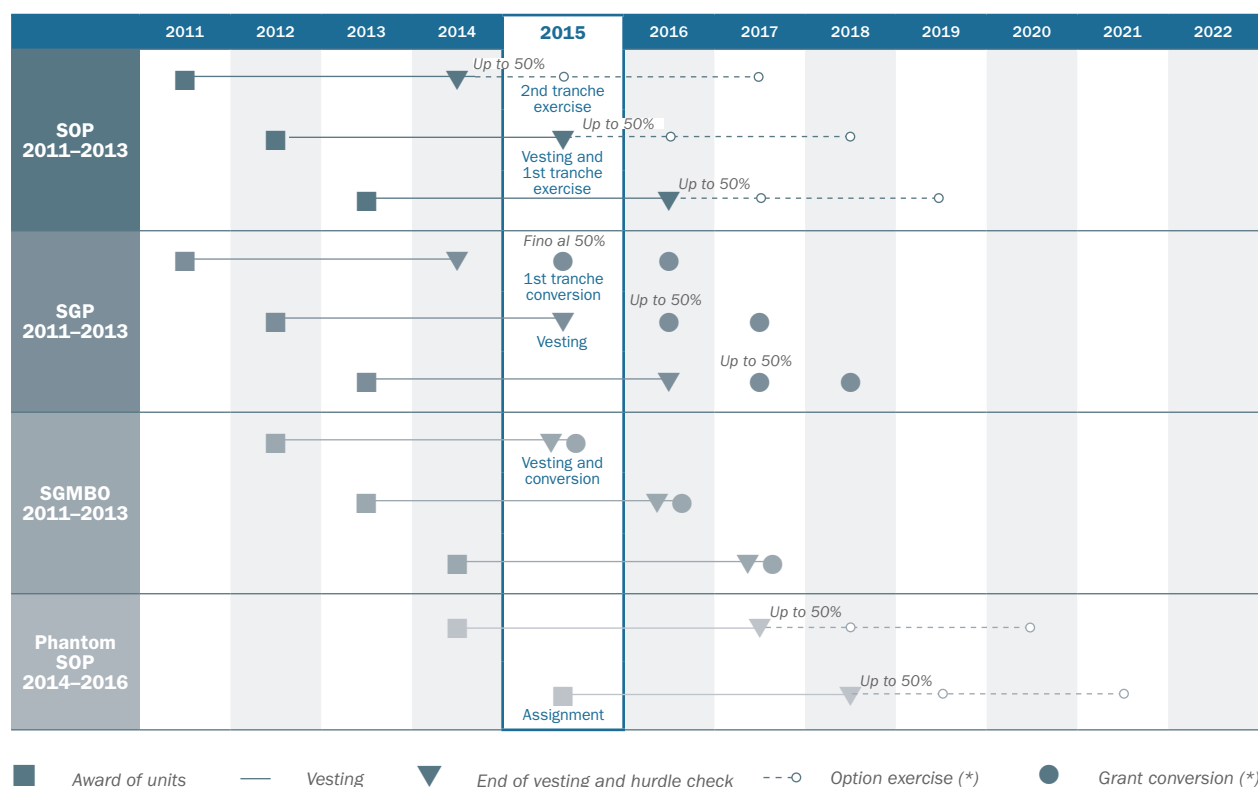 2011 2012 2013 2014 2015 2016 2017 2018 2019 2020 2021 2022
SOP
2011–2013
Up to 50%
2nd tranche
exercise
Up to 50%
Vesting and
1st tranche
exercise
Up to 50%
SGP
2011–2013
Fino al 50%
1st tranche
conversion
Up to 50%
Vesting
Up to 50%
SGMBO
2011–2013
Vesting and
conversion
Phantom
SOP
2014–2016
Up to 50%
Up to 50%
Assignment
Award of units Vesting End of vesting and hurdle check Option exercise (*) Grant conversion (*)